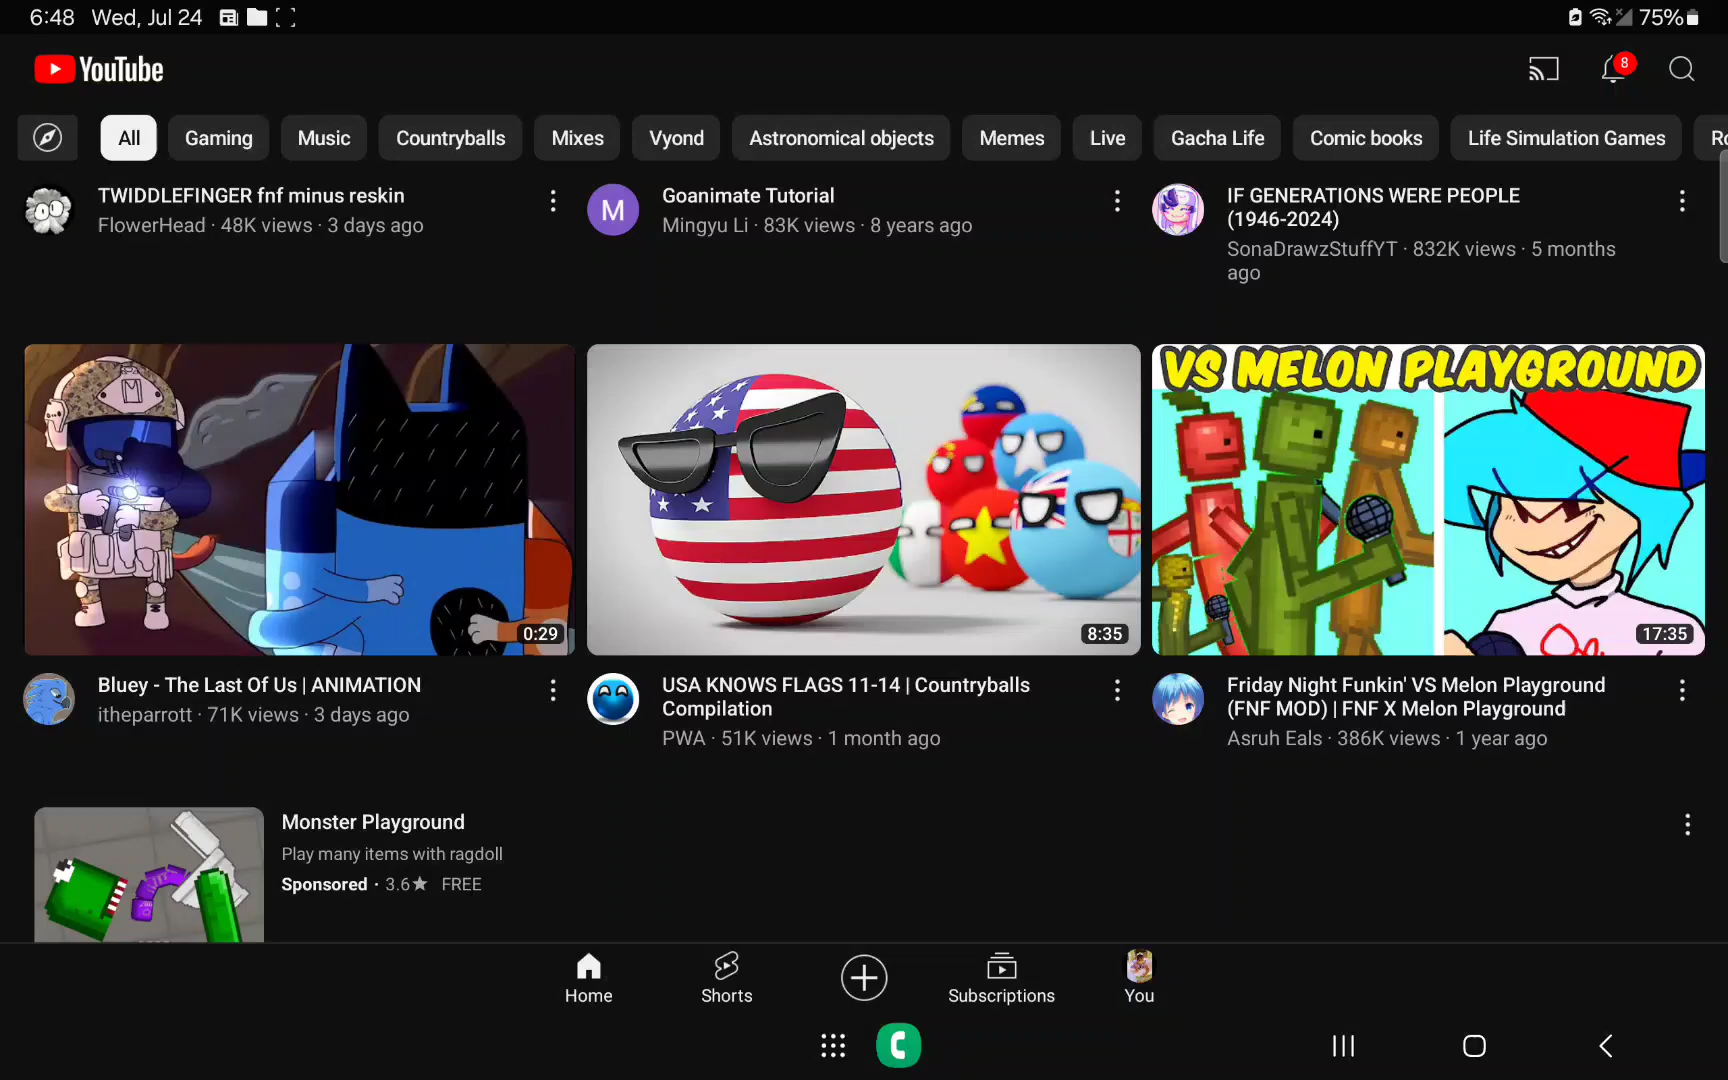 6:48 Wed, Jul 24
75%
YouTube
8
All Gaming Music Countryballs Mixes Vyond Astronomical objects Memes Live Gacha Life Comic books Life Simulation Games
TWIDDLEFINGER fnf minus reskin
FlowerHead · 48K views · 3 days ago
M
Goanimate Tutorial
Mingyu Li · 83K views · 8 years ago
IF GENERATIONS WERE PEOPLE
(1946-2024)
SonaDrawzStuffYT · 832K views · 5 months
ago
0:29
8:35
VS MELON PLAYGROUND
17:35
Bluey - The Last Of Us | ANIMATION
itheparrott · 71K views · 3 days ago
USA KNOWS FLAGS 11-14 | Countryballs
Compilation
PWA · 51K views · 1 month ago
Friday Night Funkin' VS Melon Playground
(FNF MOD) | FNF X Melon Playground
Asruh Eals · 386K views · 1 year ago
Monster Playground
Play many items with ragdoll
Sponsored · 3.6★ FREE
Home Shorts Subscriptions You